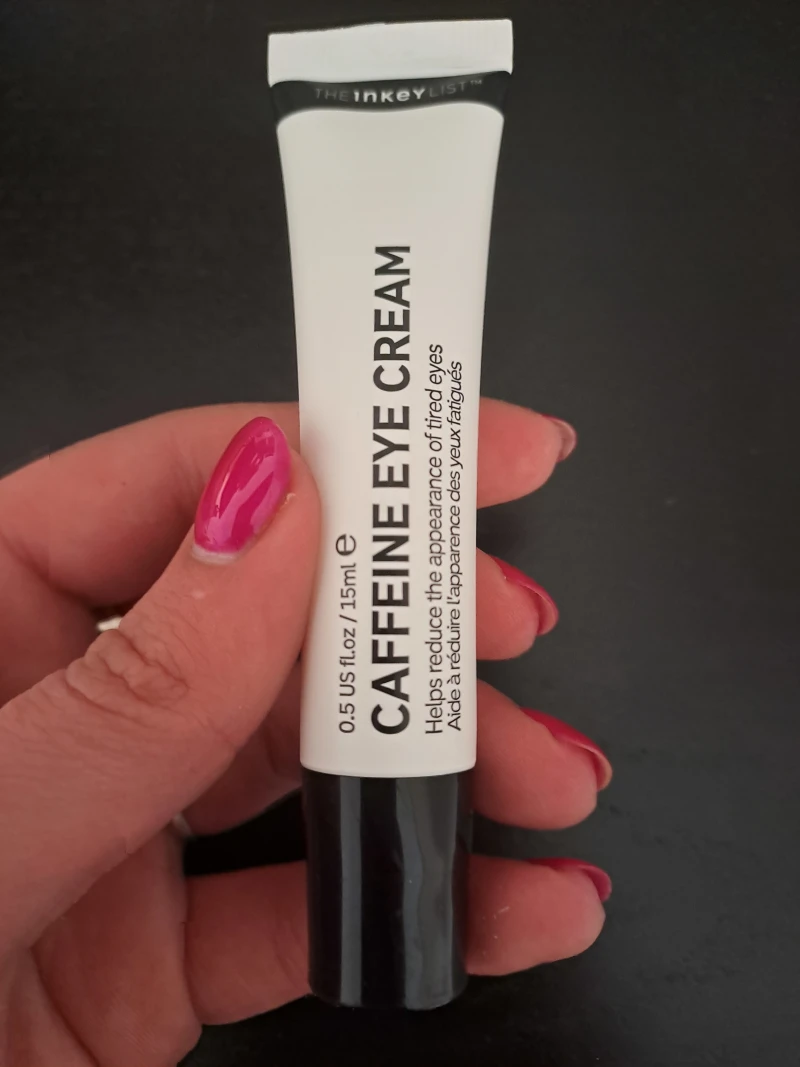 THE INKEY LIST™
0.5 US fl.oz / 15ml ℮
CAFFEINE EYE CREAM
Helps reduce the appearance of tired eyes
Aide à réduire l'apparence des yeux fatigués